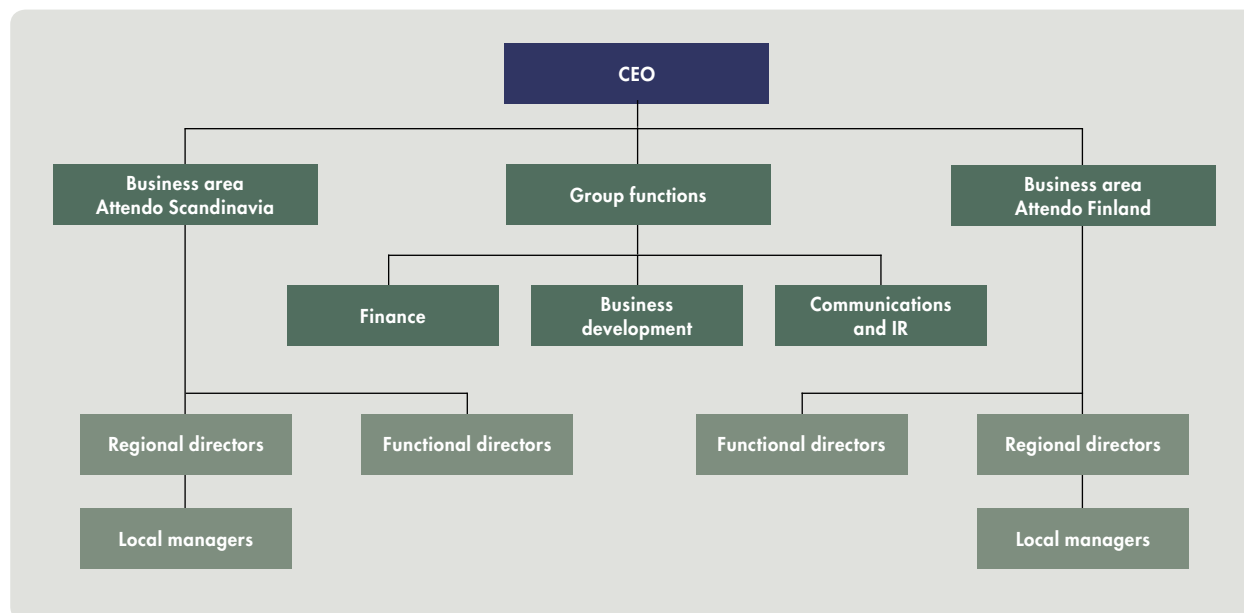 CEO
Business area
Attendo Scandinavia
Group functions
Business area
Attendo Finland
Finance
Business
development
Communications
and IR
Regional directors
Functional directors
Functional directors
Regional directors
Local managers
Local managers